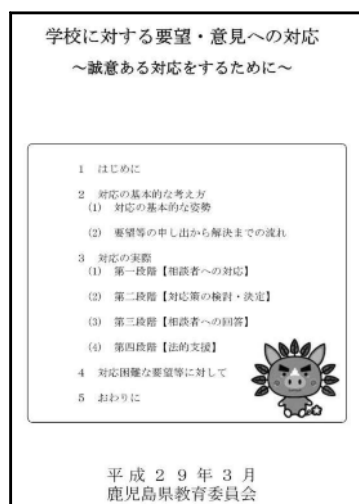 学校に対する要望・意見への対応
～誠意ある対応をするために～
1 はじめに
2 対応の基本的な考え方
(1) 対応の基本的な姿勢
(2) 要望等の申し出から解決までの流れ
3 対応の実際
(1) 第一段階【相談者への対応】
(2) 第二段階【対応策の検討・決定】
(3) 第三段階【相談者への回答】
(4) 第四段階【法的支援】
4 対応困難な要望等に対して
5 おわりに
平成29年3月
鹿児島県教育委員会